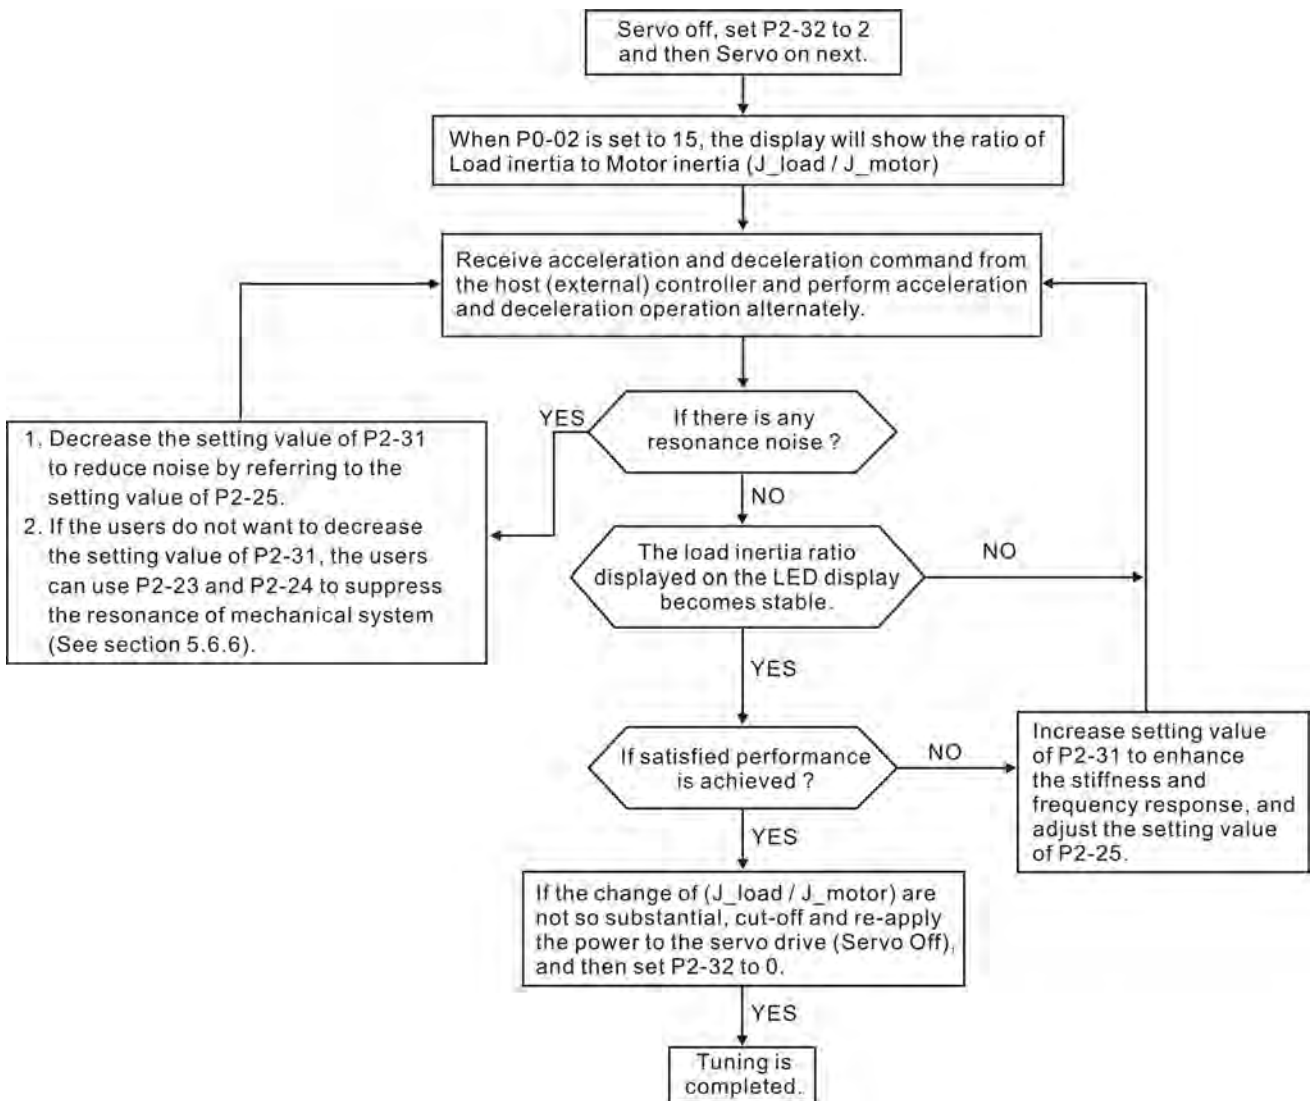 Servo off, set P2-32 to 2
and then Servo on next.
When P0-02 is set to 15, the display will show the ratio of
Load inertia to Motor inertia (J_load / J_motor)
Receive acceleration and deceleration command from
the host (external) controller and perform acceleration
and deceleration operation alternately.
If there is any
resonance noise ?
YES
1. Decrease the setting value of P2-31
to reduce noise by referring to the
setting value of P2-25.
2. If the users do not want to decrease
the setting value of P2-31, the users
can use P2-23 and P2-24 to suppress
the resonance of mechanical system
(See section 5.6.6).
NO
The load inertia ratio
displayed on the LED display
becomes stable.
NO
YES
If satisfied performance
is achieved ?
NO
Increase setting value
of P2-31 to enhance
the stiffness and
frequency response, and
adjust the setting value
of P2-25.
YES
If the change of (J_load / J_motor) are
not so substantial, cut-off and re-apply
the power to the servo drive (Servo Off),
and then set P2-32 to 0.
YES
Tuning is
completed.